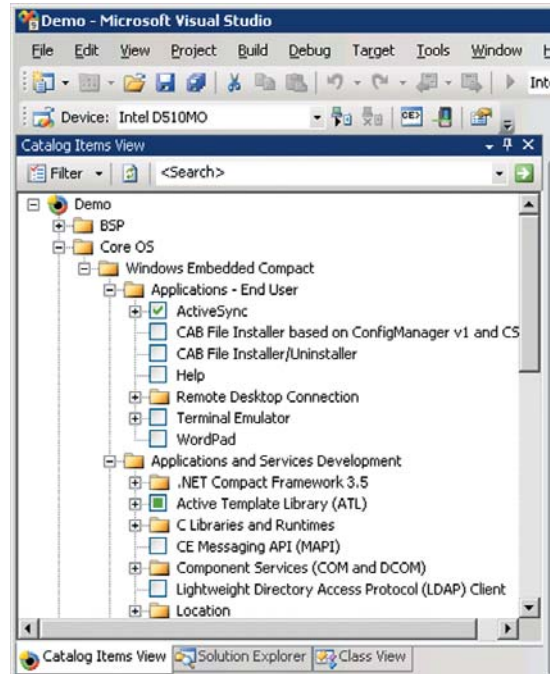 Demo - Microsoft Visual Studio
File Edit View Project Build Debug Target Tools Window
Device: Intel D510MO CE>
Catalog Items View
Filter <Search>
Demo
BSP
Core OS
Windows Embedded Compact
Applications - End User
ActiveSync
CAB File Installer based on ConfigManager v1 and CS
CAB File Installer/Uninstaller
Help
Remote Desktop Connection
Terminal Emulator
WordPad
Applications and Services Development
.NET Compact Framework 3.5
Active Template Library (ATL)
C Libraries and Runtimes
CE Messaging API (MAPI)
Component Services (COM and DCOM)
Lightweight Directory Access Protocol (LDAP) Client
Location
Catalog Items View Solution Explorer Class View